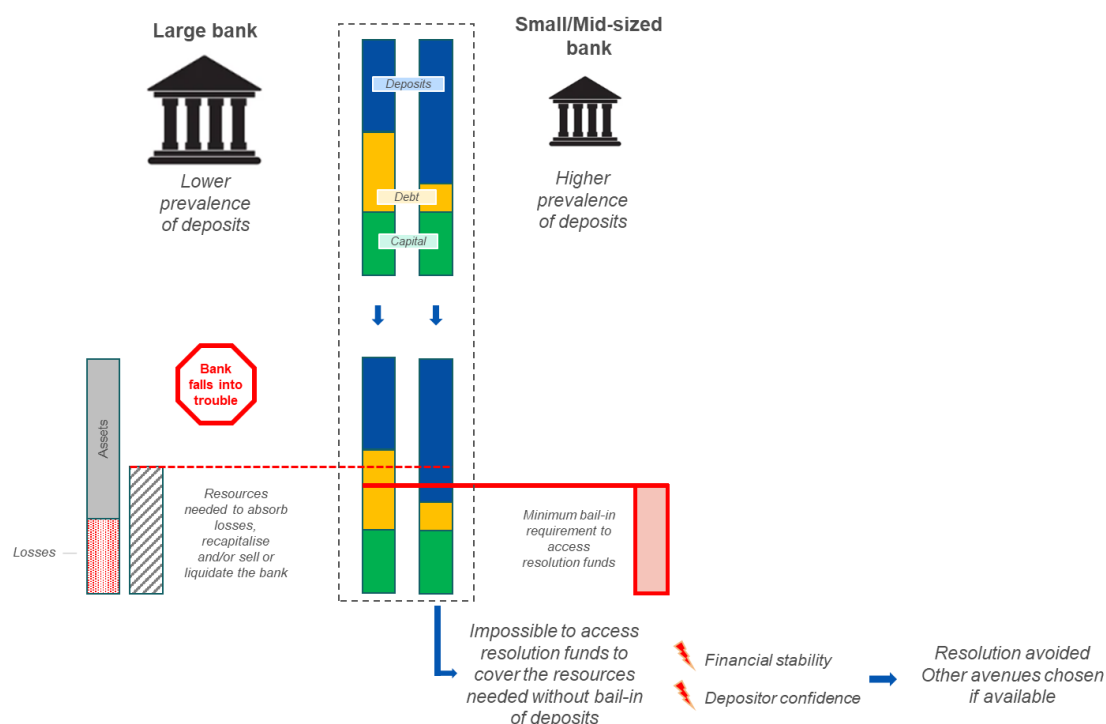 Large bank
Small/Mid-sized
bank
Deposits
Debt
Capital
Lower
prevalence
of deposits
Higher
prevalence
of deposits
Bank
falls into
trouble
Assets
Losses
Resources
needed to absorb
losses,
recapitalise
and/or sell or
liquidate the bank
Minimum bail-in
requirement to
access
resolution funds
Impossible to access
resolution funds to
cover the resources
needed without bail-in
of deposits
Financial stability
Depositor confidence
Resolution avoided
Other avenues chosen
if available